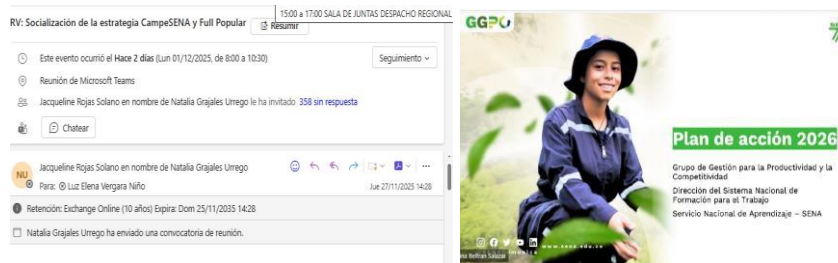 15:00 a 17:00 SALA DE JUNTAS DESPACHO REGIONAL
RV: Socialización de la estrategia CampeSENA y Full Popular
Resumir
Este evento ocurrió el Hace 2 días (Lun 01/12/2025, de 8:00 a 10:30)
Seguimiento
Reunión de Microsoft Teams
Jacqueline Rojas Solano en nombre de Natalia Grajales Urrego le ha invitado 358 sin respuesta
Chatear
NU
Jacqueline Rojas Solano en nombre de Natalia Grajales Urrego
Para: Luz Elena Vergara Niño
Jue 27/11/2025 14:28
Retención: Exchange Online (10 años) Expira: Dom 25/11/2035 14:28
Natalia Grajales Urrego ha enviado una convocatoria de reunión.
GGPC
Plan de acción 2026
Grupo de Gestión para la Productividad y la
Competitividad
Dirección del Sistema Nacional de
Formación para el Trabajo
Servicio Nacional de Aprendizaje – SENA
www.sena.edu.co
Beltran Salazar